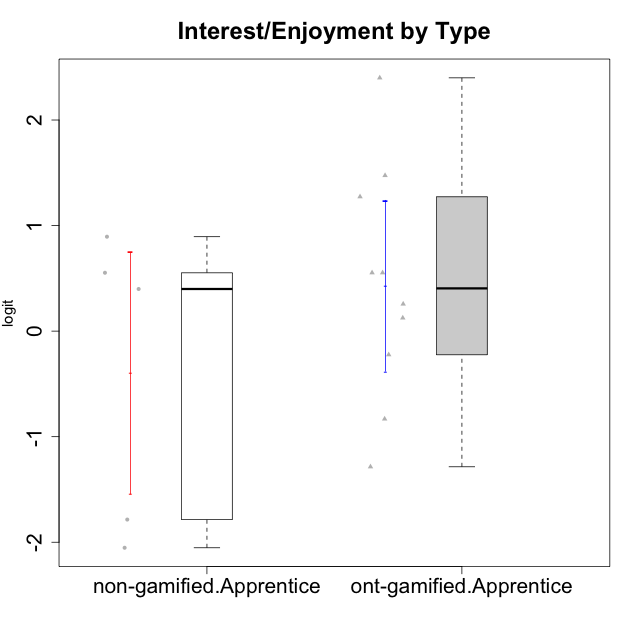 Interest/Enjoyment by Type
logit
2
1
0
-1
-2
non-gamified.Apprentice ont-gamified.Apprentice